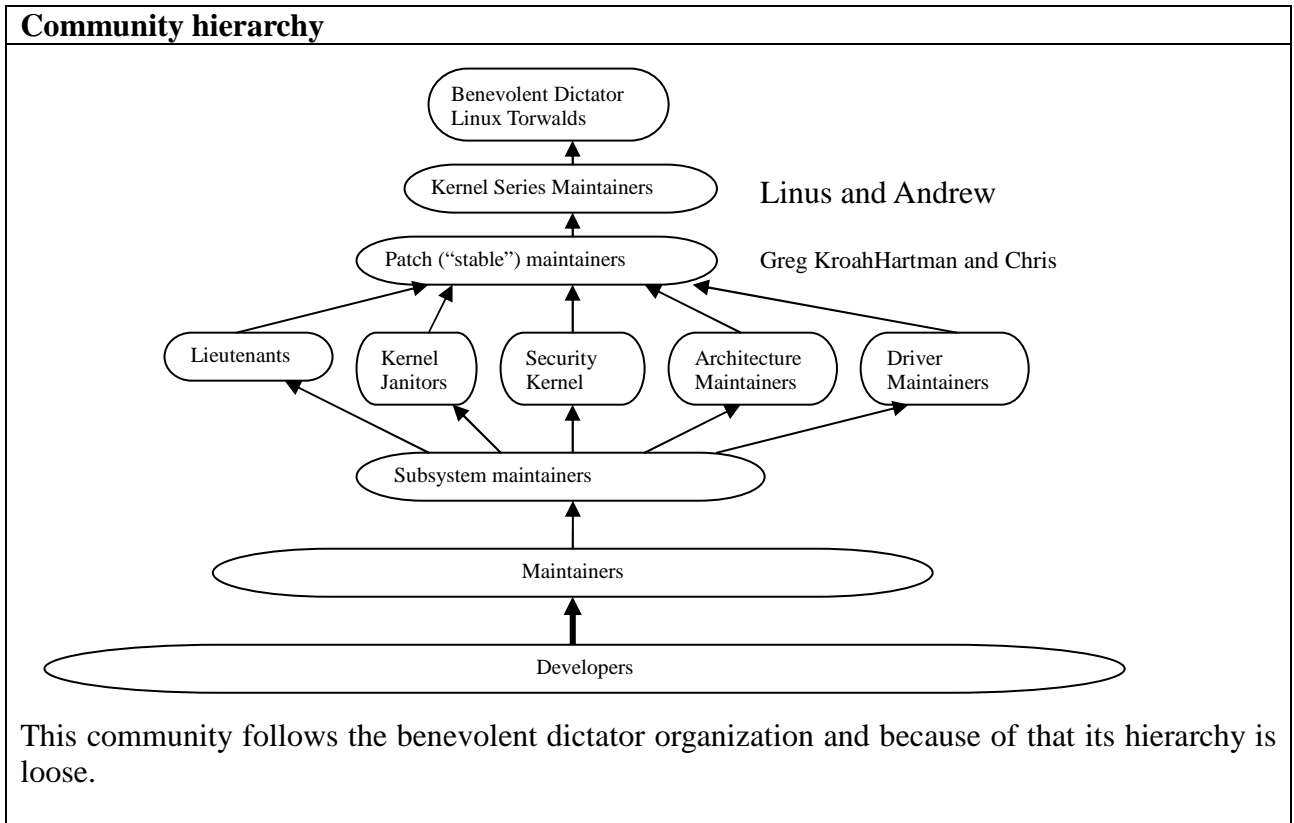 Community hierarchy
Benevolent Dictator
Linux Torwalds
Kernel Series Maintainers
Linus and Andrew
Patch (“stable”) maintainers
Greg KroahHartman and Chris
Lieutenants
Kernel
Janitors
Security
Kernel
Architecture
Maintainers
Driver
Maintainers
Subsystem maintainers
Maintainers
Developers
This community follows the benevolent dictator organization and because of that its hierarchy is
loose.